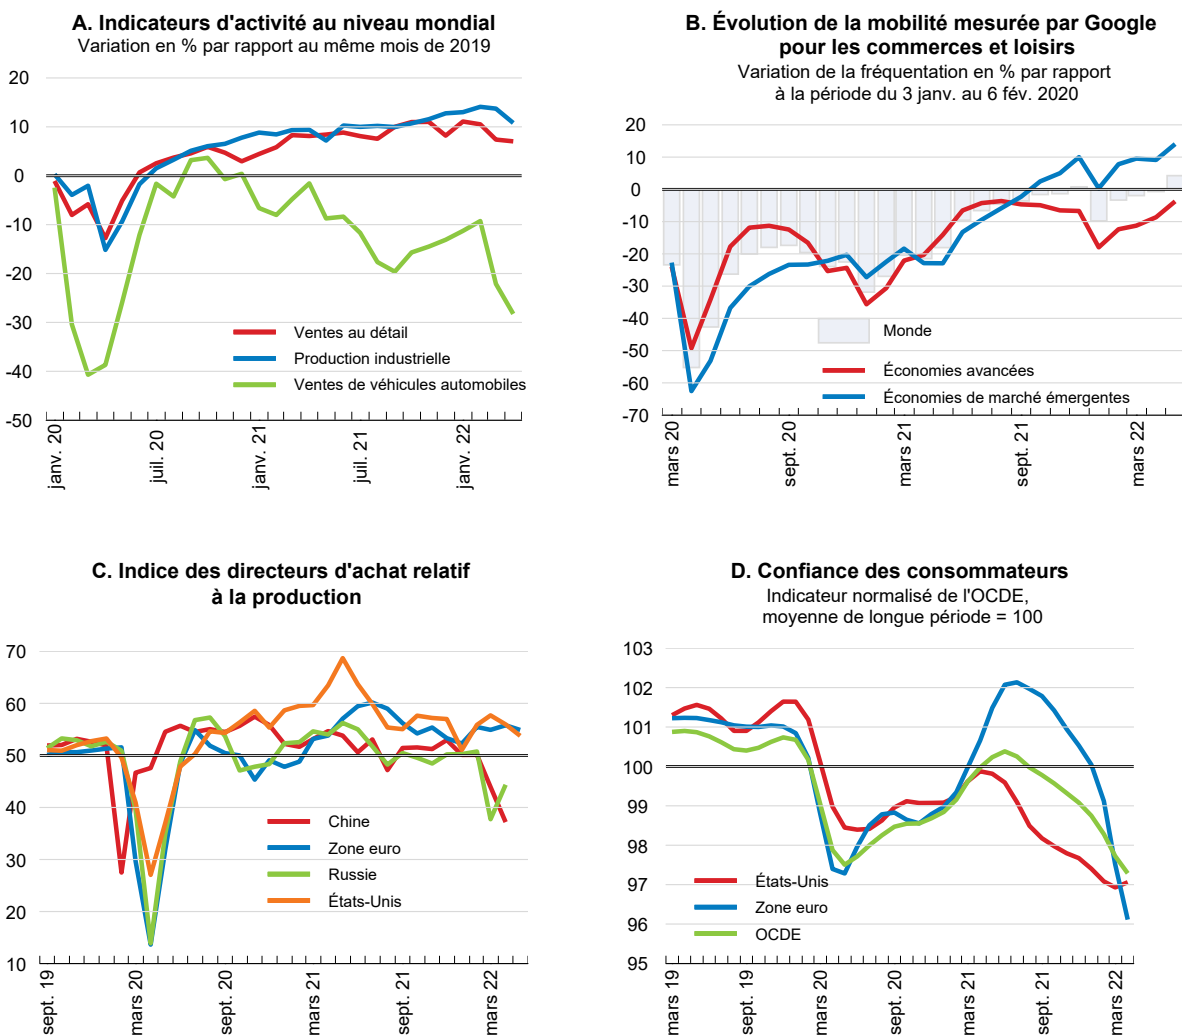 A. Indicateurs d'activité au niveau mondial
Variation en % par rapport au même mois de 2019
20
10
0
-10
-20
-30
-40
-50
Ventes au détail
Production industrielle
Ventes de véhicules automobiles
janv. 20
juil. 20
janv. 21
juil. 21
janv. 22
B. Évolution de la mobilité mesurée par Google
pour les commerces et loisirs
Variation de la fréquentation en % par rapport
à la période du 3 janv. au 6 fév. 2020
20
10
0
-10
-20
-30
-40
-50
-60
-70
Monde
Économies avancées
Économies de marché émergentes
mars 20
sept. 20
mars 21
sept. 21
mars 22
C. Indice des directeurs d'achat relatif
à la production
70
60
50
40
30
20
10
Chine
Zone euro
Russie
États-Unis
sept. 19
mars 20
sept. 20
mars 21
sept. 21
mars 22
D. Confiance des consommateurs
Indicateur normalisé de l'OCDE,
moyenne de longue période = 100
103
102
101
100
99
98
97
96
95
États-Unis
Zone euro
OCDE
mars 19
sept. 19
mars 20
sept. 20
mars 21
sept. 21
mars 22